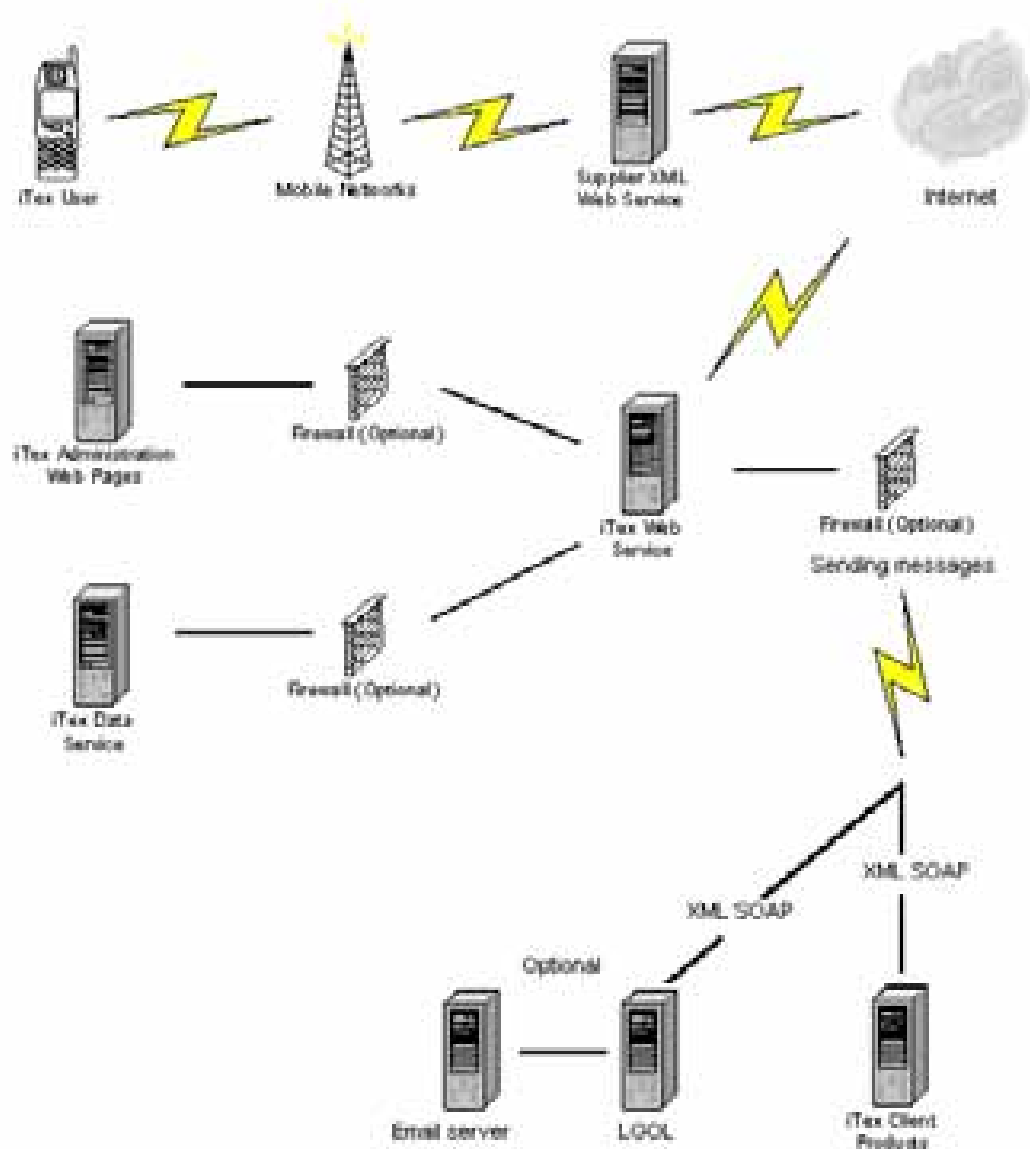 iTex User
Mobile Networks
Supplier XML
Web Service
Internet
iTex Administration
Web Pages
Firewall (Optional)
iTex Web
Service
Firewall (Optional)
Sending messages
iTex Data
Service
Firewall (Optional)
XML SOAP
XML SOAP
Optional
Email server
LGOL
iTex Client
Products